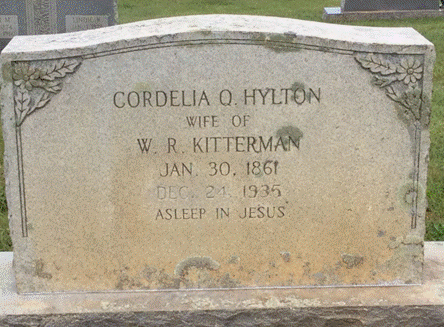 CORDELIA Q. HYLTON
WIFE OF
W. R. KITTERMAN
JAN. 30, 1861
DEC. 24, 1935
ASLEEP IN JESUS